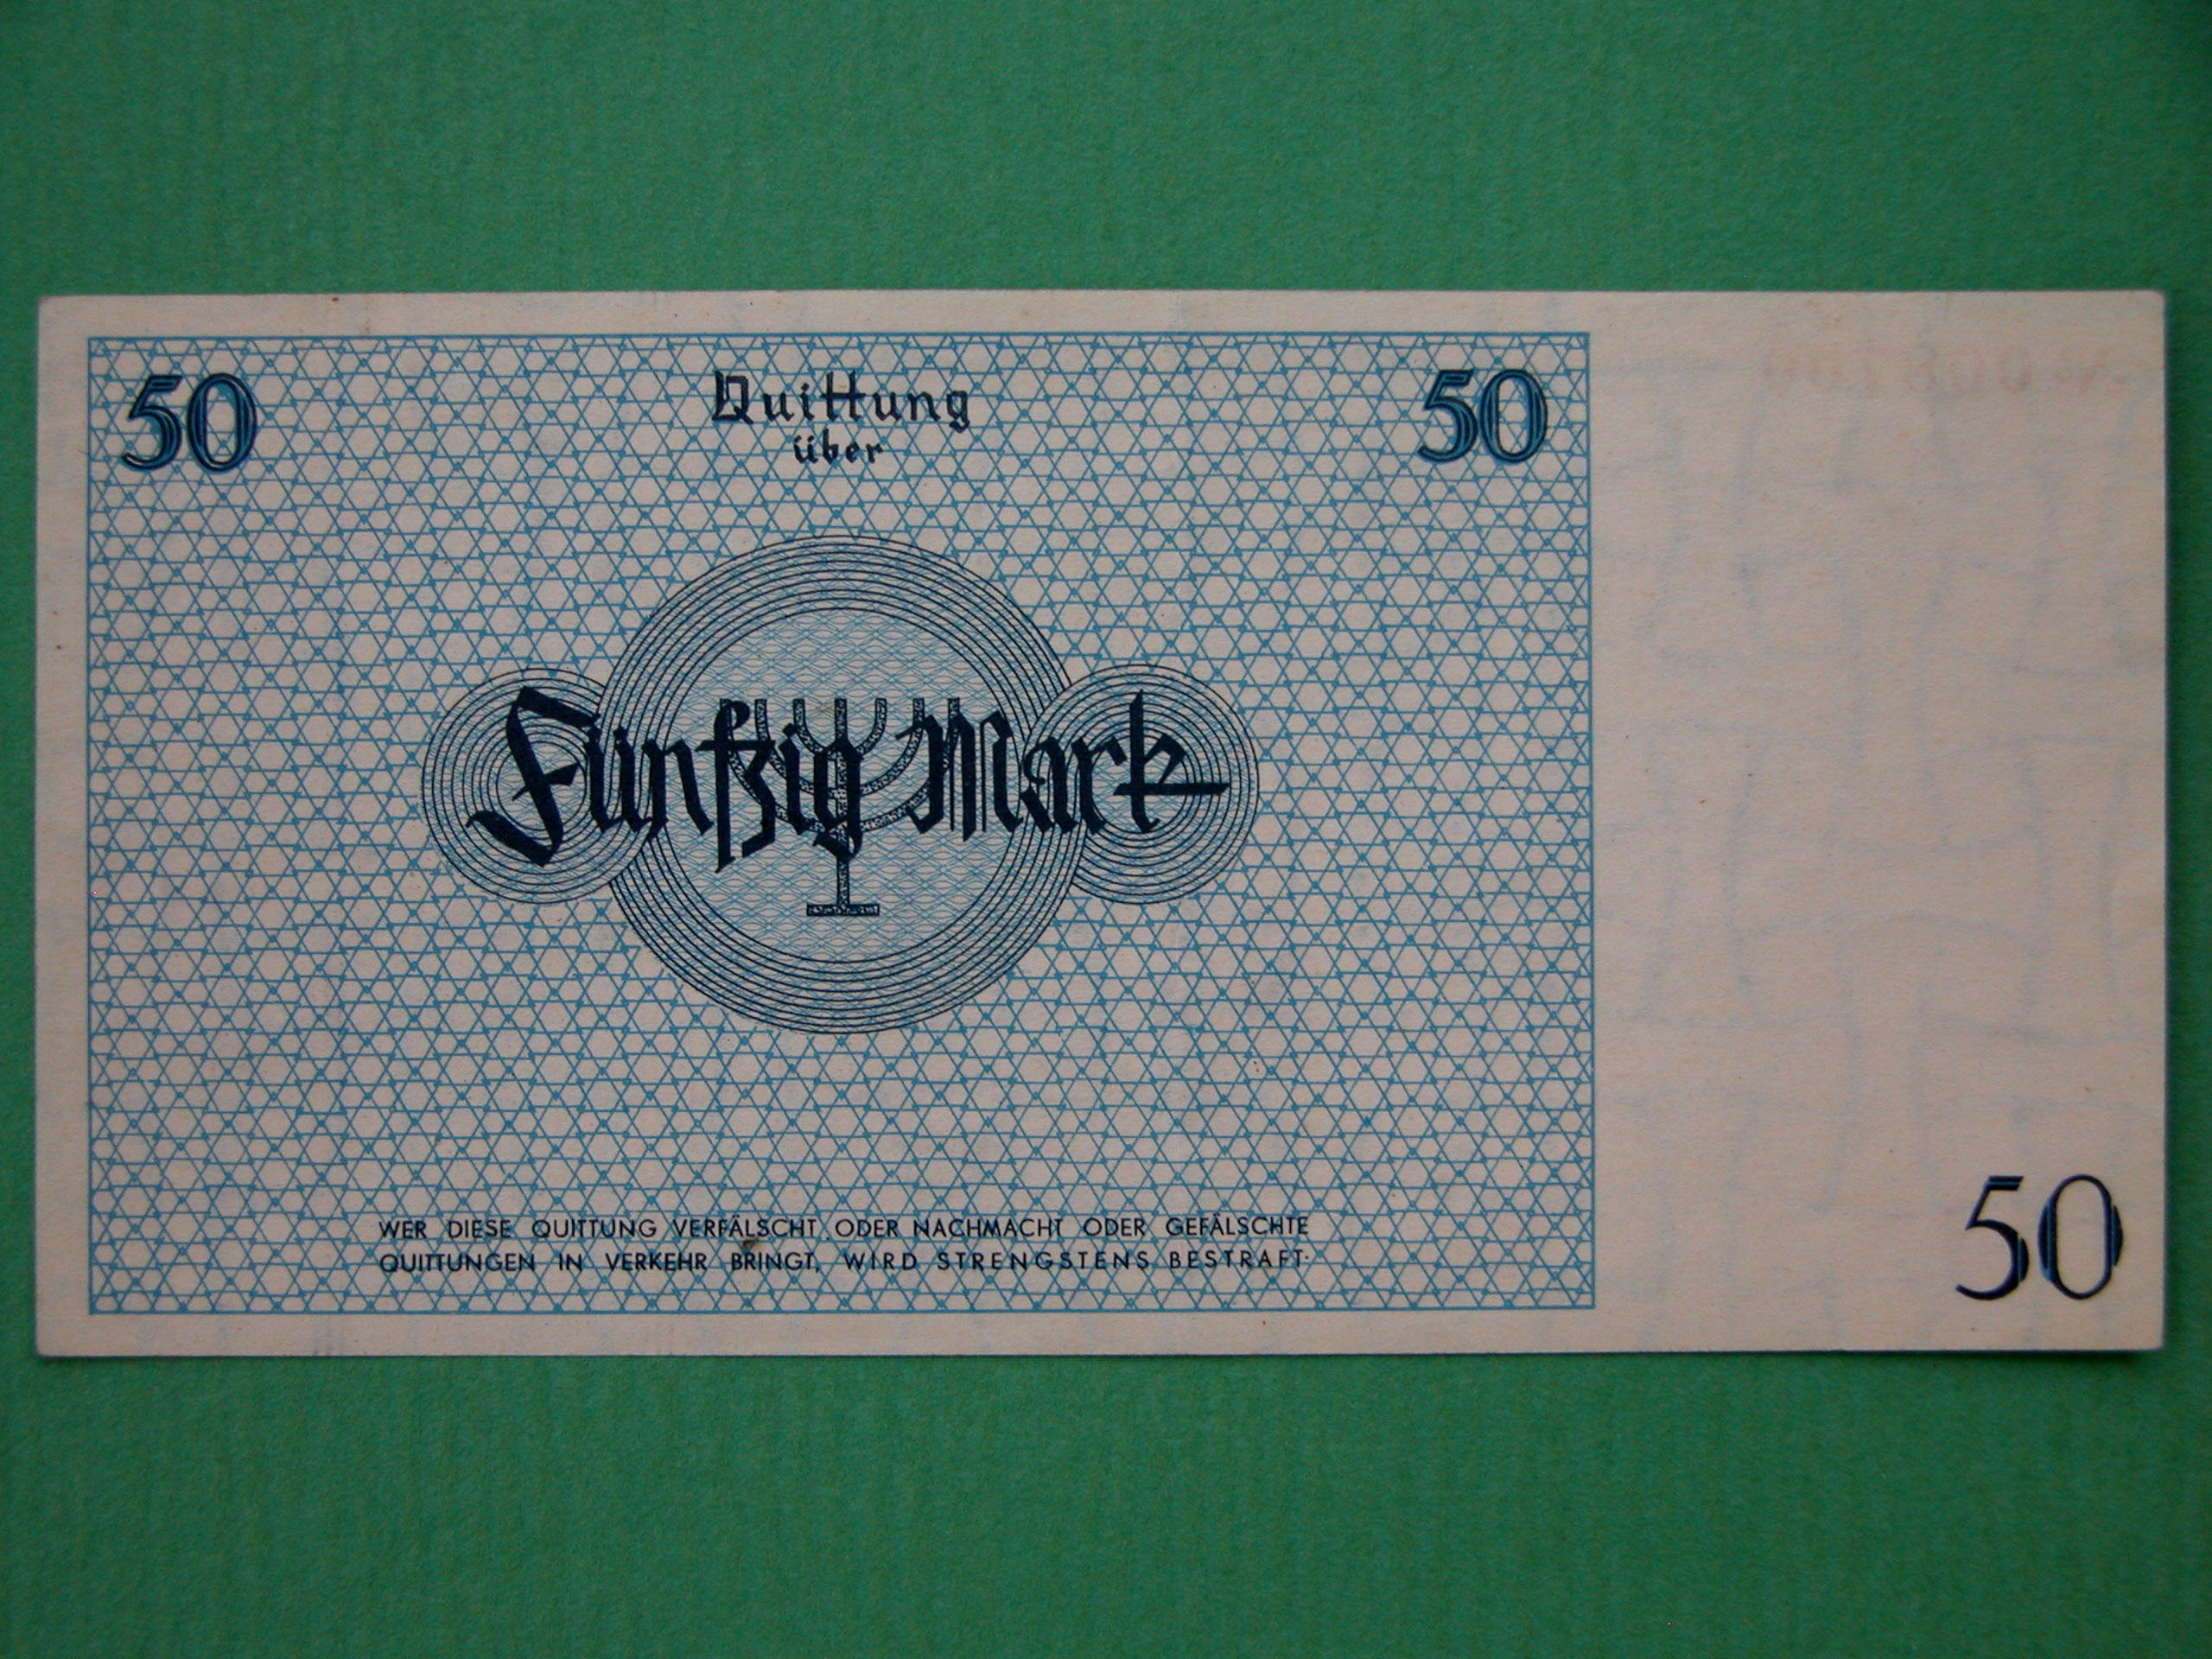 50
Quittung
50
über
Fünfzig Mark
WER DIESE QUITTUNG VERFÄLSCHT ODER NACHMACHT ODER GEFÄLSCHTE
QUITTUNGEN IN VERKEHR BRINGT, WIRD STRENGSTENS BESTRAFT.
50